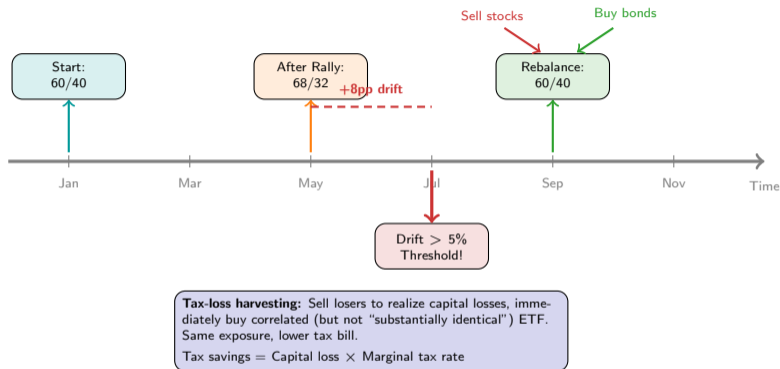 Sell stocks
Buy bonds
Start:
60/40
After Rally:
68/32
Rebalance:
60/40
+8pp drift
Jan
Mar
May
Jul
Sep
Nov
Time
Drift > 5%
Threshold!
Tax-loss harvesting: Sell losers to realize capital losses, imme-
diately buy correlated (but not “substantially identical”) ETF.
Same exposure, lower tax bill.
Tax savings = Capital loss × Marginal tax rate